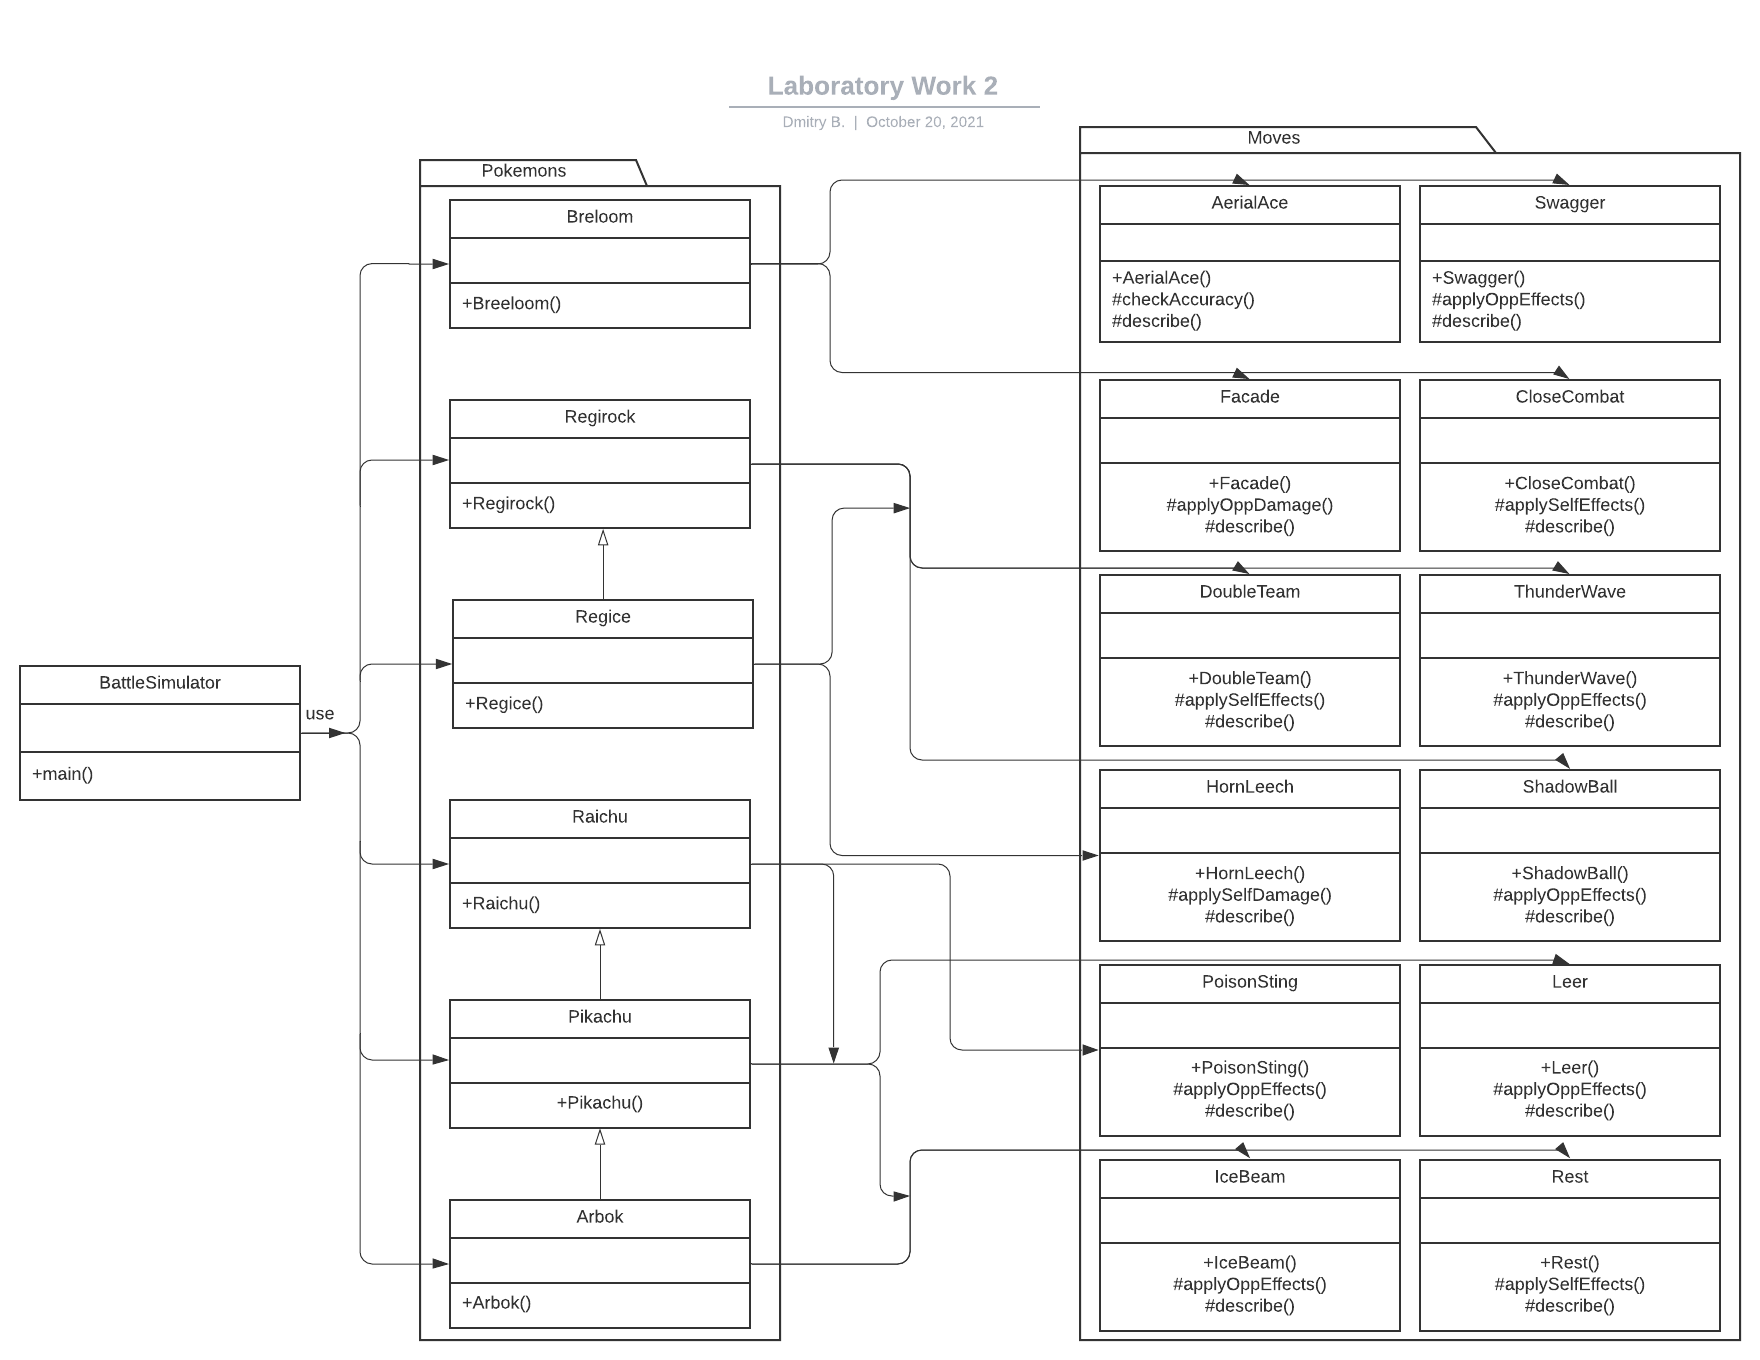 Laboratory Work 2
Dmitry B. | October 20, 2021
BattleSimulator
+main()
use
Pokemons
Breloom
+Breeloom()
Regirock
+Regirock()
Regice
+Regice()
Raichu
+Raichu()
Pikachu
+Pikachu()
Arbok
+Arbok()
Moves
AerialAce
+AerialAce()
#checkAccuracy()
#describe()
Swagger
+Swagger()
#applyOppEffects()
#describe()
Facade
+Facade()
#applyOppDamage()
#describe()
CloseCombat
+CloseCombat()
#applySelfEffects()
#describe()
DoubleTeam
+DoubleTeam()
#applySelfEffects()
#describe()
ThunderWave
+ThunderWave()
#applyOppEffects()
#describe()
HornLeech
+HornLeech()
#applySelfDamage()
#describe()
ShadowBall
+ShadowBall()
#applyOppEffects()
#describe()
PoisonSting
+PoisonSting()
#applyOppEffects()
#describe()
Leer
+Leer()
#applyOppEffects()
#describe()
IceBeam
+IceBeam()
#applyOppEffects()
#describe()
Rest
+Rest()
#applySelfEffects()
#describe()